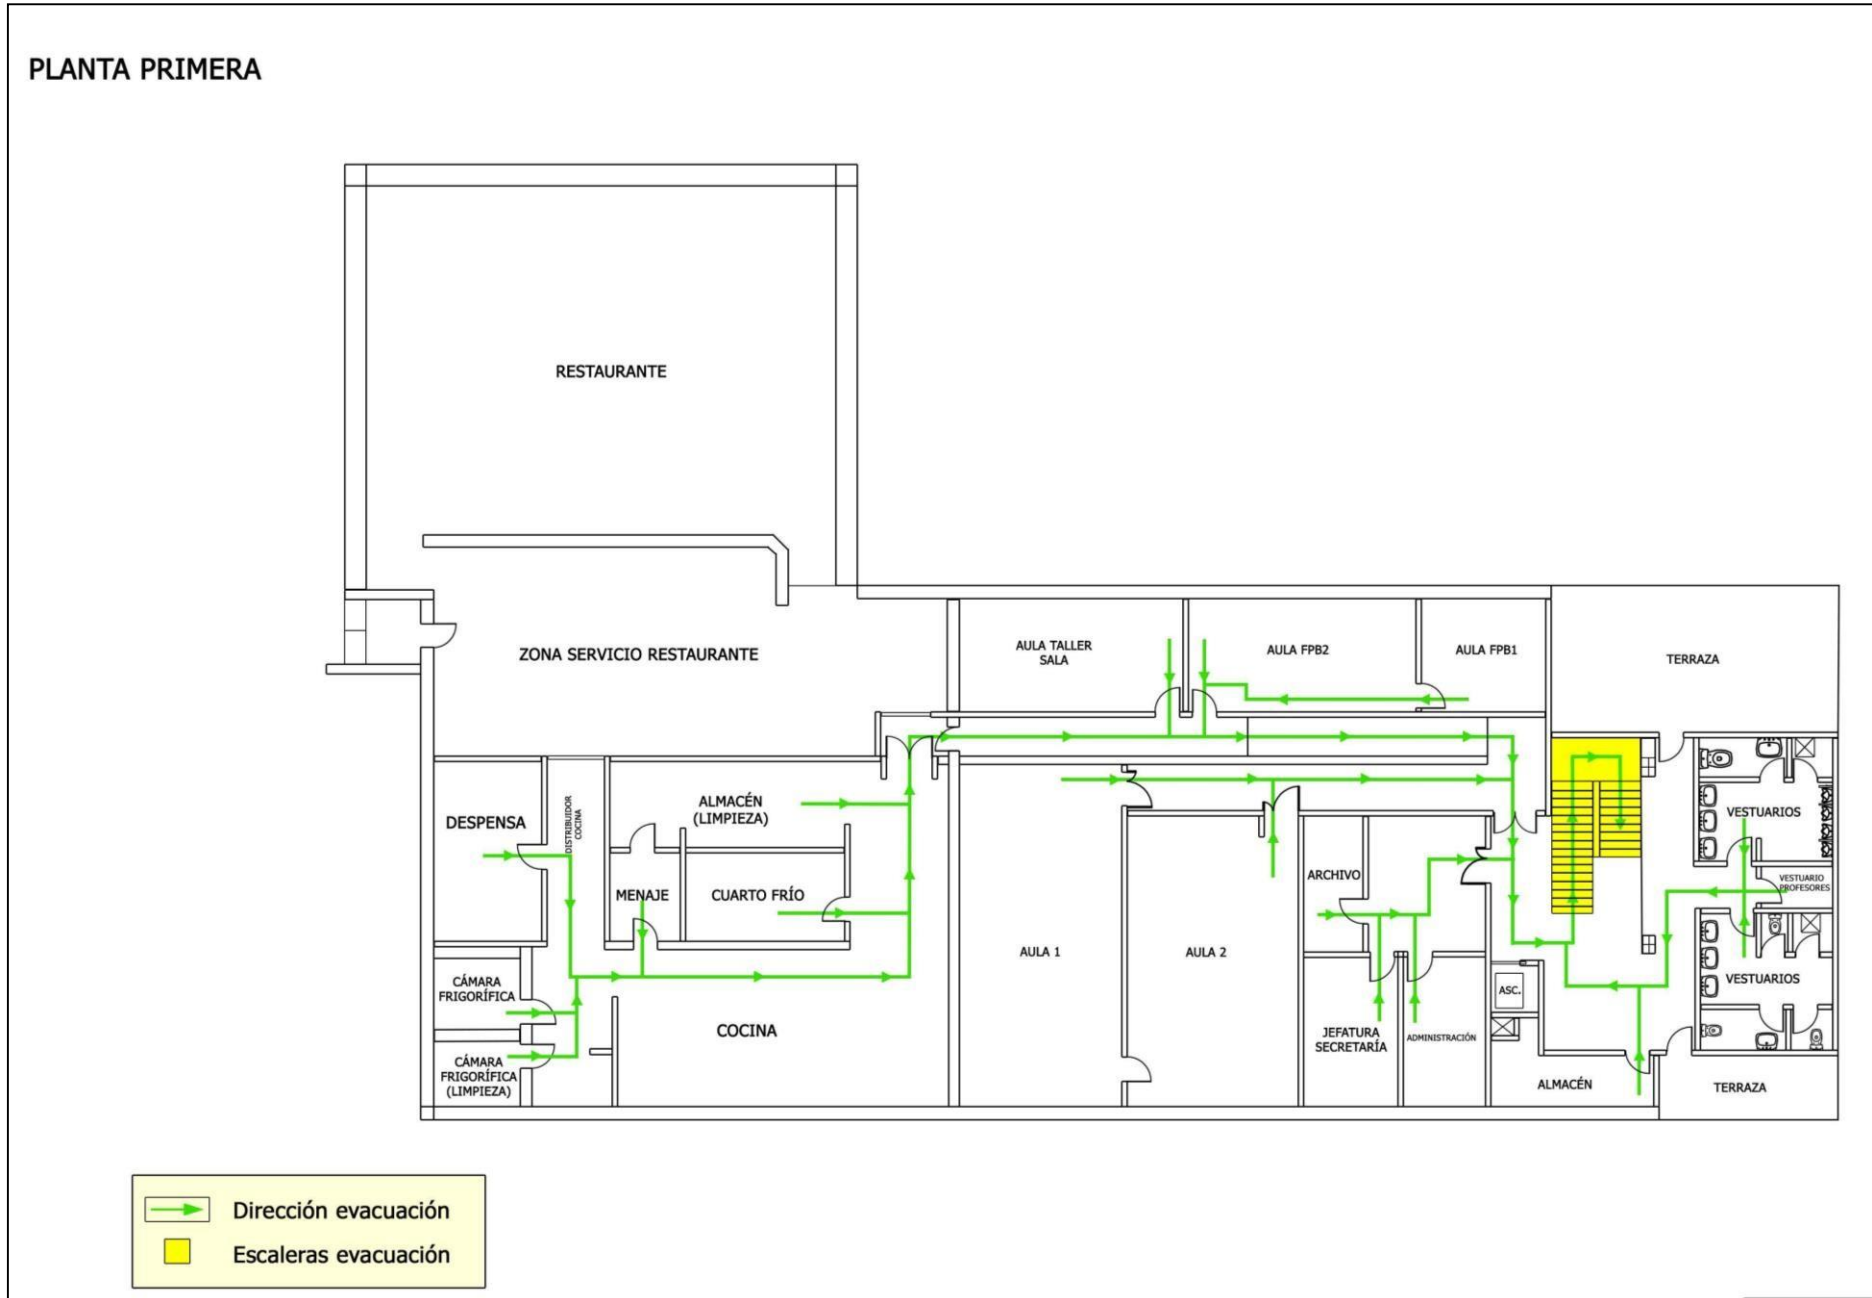 PLANTA PRIMERA
RESTAURANTE
ZONA SERVICIO RESTAURANTE
AULA TALLER
SALA
AULA FPB2
AULA FPB1
TERRAZA
DESPENSA
DISTRIBUIDOR
COCINA
ALMACÉN
(LIMPIEZA)
MENAJE
CUARTO FRÍO
CÁMARA
FRIGORÍFICA
CÁMARA
FRIGORÍFICA
(LIMPIEZA)
COCINA
AULA 1
AULA 2
ARCHIVO
JEFATURA
SECRETARÍA
ADMINISTRACIÓN
ASC.
ALMACÉN
VESTUARIOS
VESTUARIO
PROFESORES
VESTUARIOS
TERRAZA
Dirección evacuación
Escaleras evacuación